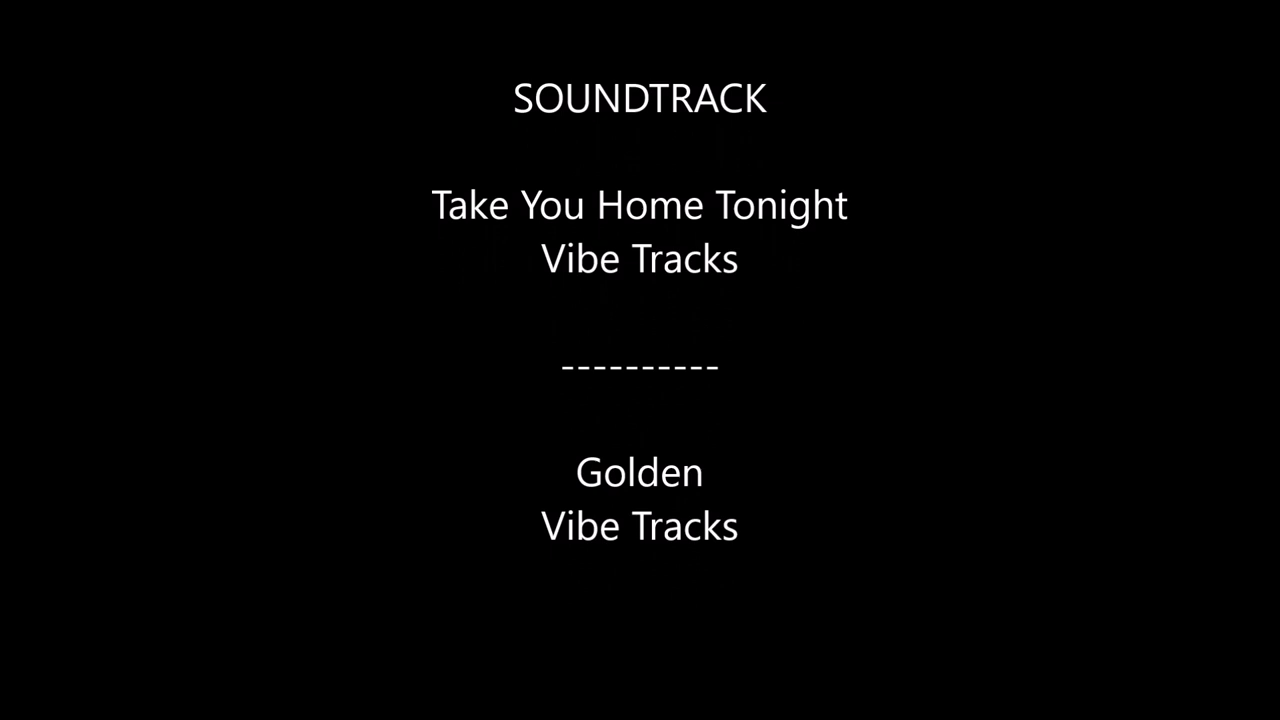 SOUNDTRACK
Take You Home Tonight
Vibe Tracks
----------
Golden
Vibe Tracks